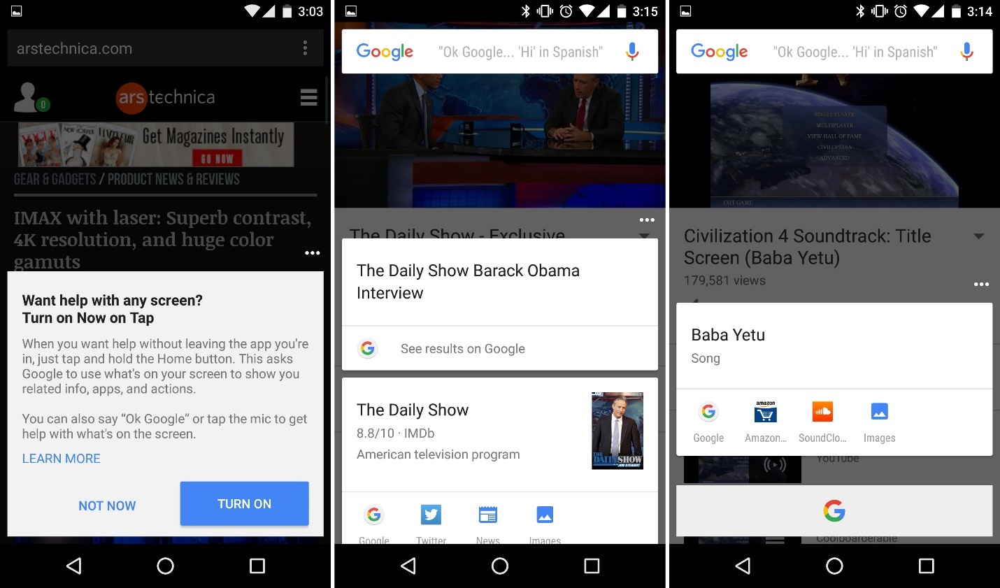 3:03
arstechnica.com
0
ars technica
VOGUE
NEW YORKER
VANITY FAIR
Get Magazines Instantly
GO NOW
GEAR & GADGETS / PRODUCT NEWS & REVIEWS
IMAX with laser: Superb contrast,
4K resolution, and huge color
gamuts
Want help with any screen?
Turn on Now on Tap
When you want help without leaving the app you're
in, just tap and hold the Home button. This asks
Google to use what's on your screen to show you
related info, apps, and actions.
You can also say “Ok Google” or tap the mic to get
help with what's on the screen.
LEARN MORE
NOT NOW
TURN ON
3:15
Google
"Ok Google... 'Hi' in Spanish"
The Daily Show - Exclusive
The Daily Show Barack Obama
Interview
See results on Google
The Daily Show
8.8/10 · IMDb
American television program
THE DAILY SHOW
Google
Twitter
News
Images
3:14
Google
"Ok Google... 'Hi' in Spanish"
IV
SINGLE PLAYER
MULTIPLAYER
VIEW HALL OF FAME
CIVILOPEDIA
ADVANCED
EXIT GAME
Civilization 4 Soundtrack: Title
Screen (Baba Yetu)
179,581 views
Baba Yetu
Song
amazon
Google
Amazon...
SoundClo...
Images
YouTube
Coolboarderable